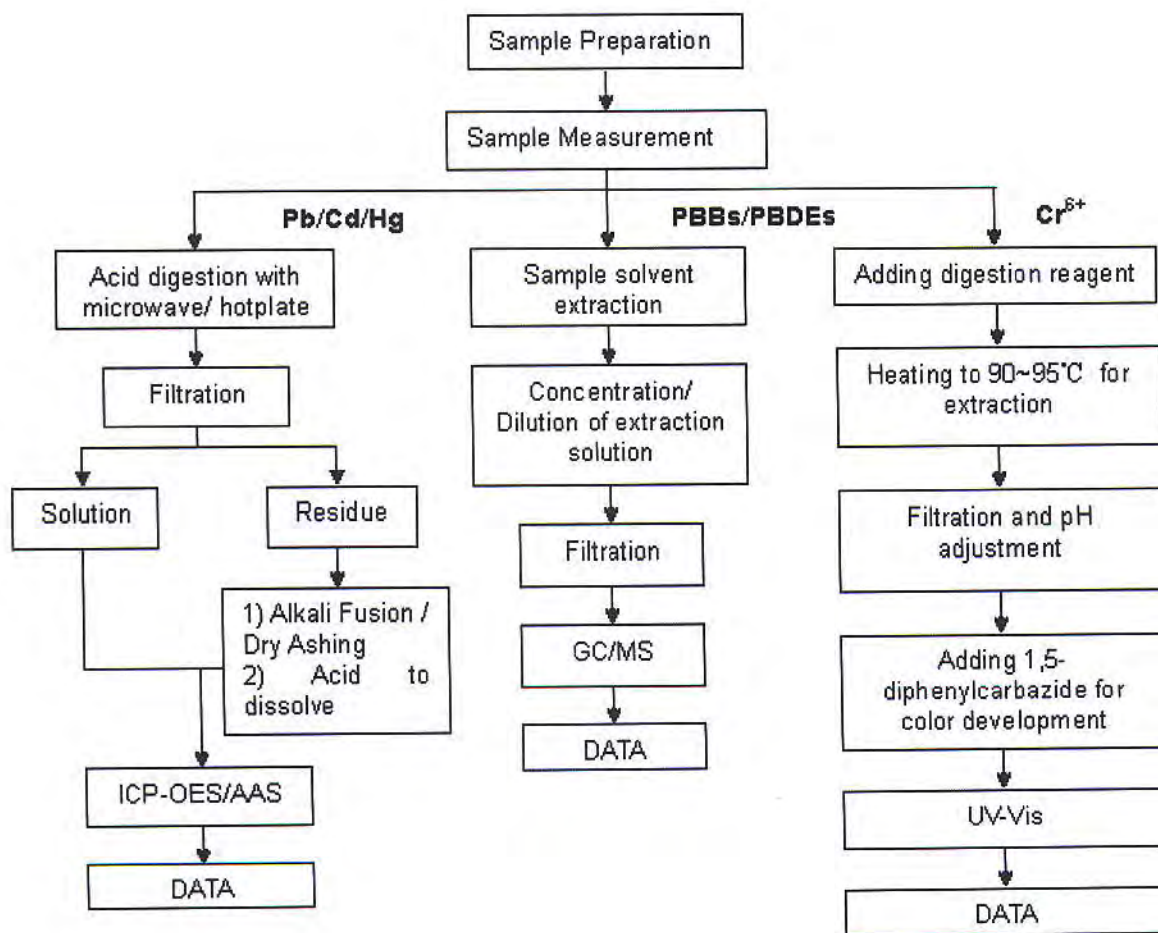 Sample Preparation
Sample Measurement
Pb/Cd/Hg
PBBs/PBDEs
Cr⁶⁺
Acid digestion with
microwave/ hotplate
Filtration
Solution
Residue
1) Alkali Fusion /
Dry Ashing
2) Acid to
dissolve
ICP-OES/AAS
DATA
Sample solvent
extraction
Concentration/
Dilution of extraction
solution
Filtration
GC/MS
DATA
Adding digestion reagent
Heating to 90~95℃ for
extraction
Filtration and pH
adjustment
Adding 1,5-
diphenylcarbazide for
color development
UV-Vis
DATA